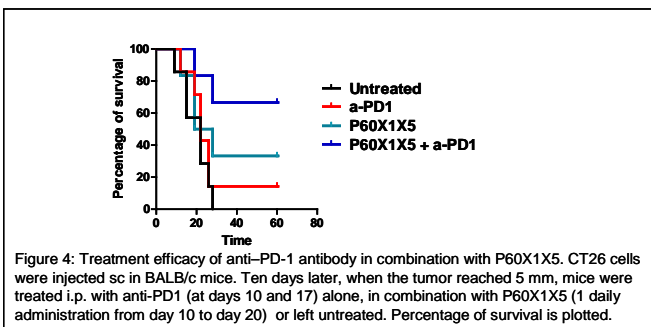 100
80
60
40
20
0
Percentage of survival
0 20 40 60 80
Time
Untreated
a-PD1
P60X1X5
P60X1X5 + a-PD1
Figure 4: Treatment efficacy of anti–PD-1 antibody in combination with P60X1X5. CT26 cells
were injected sc in BALB/c mice. Ten days later, when the tumor reached 5 mm, mice were
treated i.p. with anti-PD1 (at days 10 and 17) alone, in combination with P60X1X5 (1 daily
administration from day 10 to day 20) or left untreated. Percentage of survival is plotted.